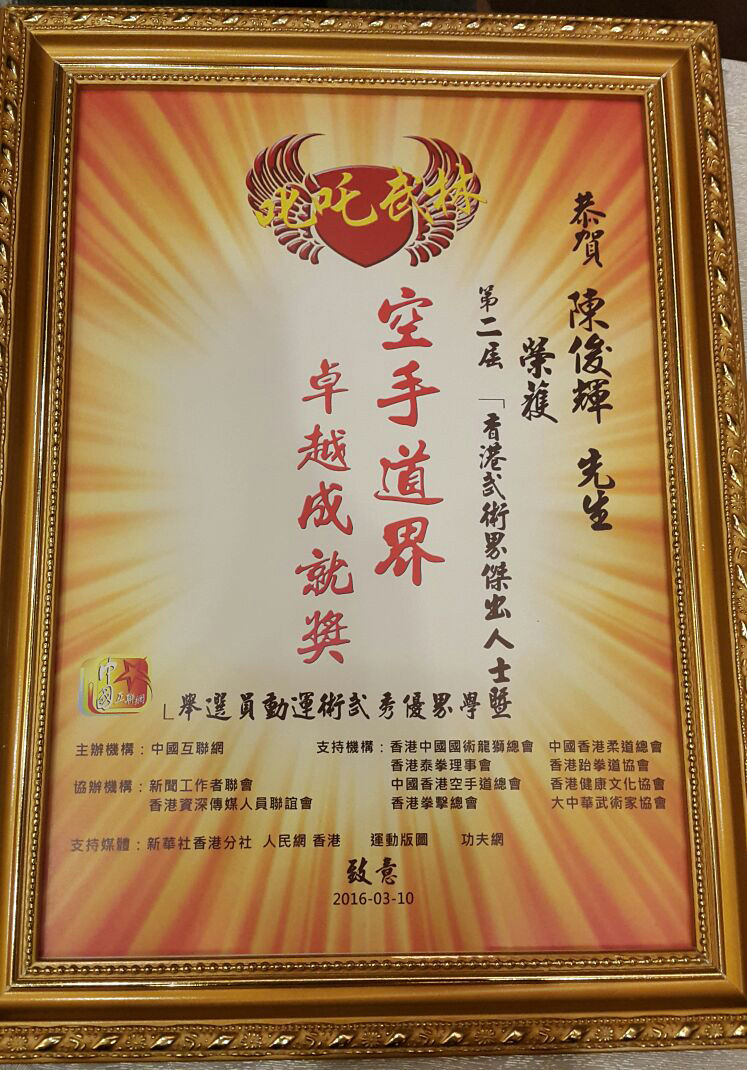 叱吒武林
恭賀 陳俊輝 先生
榮獲
第二屆 「香港武術界傑出人士暨
學界優秀武術運動員選舉」
空手道界
卓越成就獎
中國互聯網
主辦機構：中國互聯網
協辦機構：新聞工作者聯會
香港資深傳媒人員聯誼會
支持機構：香港中國國術龍獅總會 中國香港柔道總會
香港泰拳理事會 香港跆拳道協會
中國香港空手道總會 香港健康文化協會
香港拳擊總會 大中華武術家協會
支持媒體：新華社香港分社 人民網 香港 運動版圖 功夫網
致意
2016-03-10